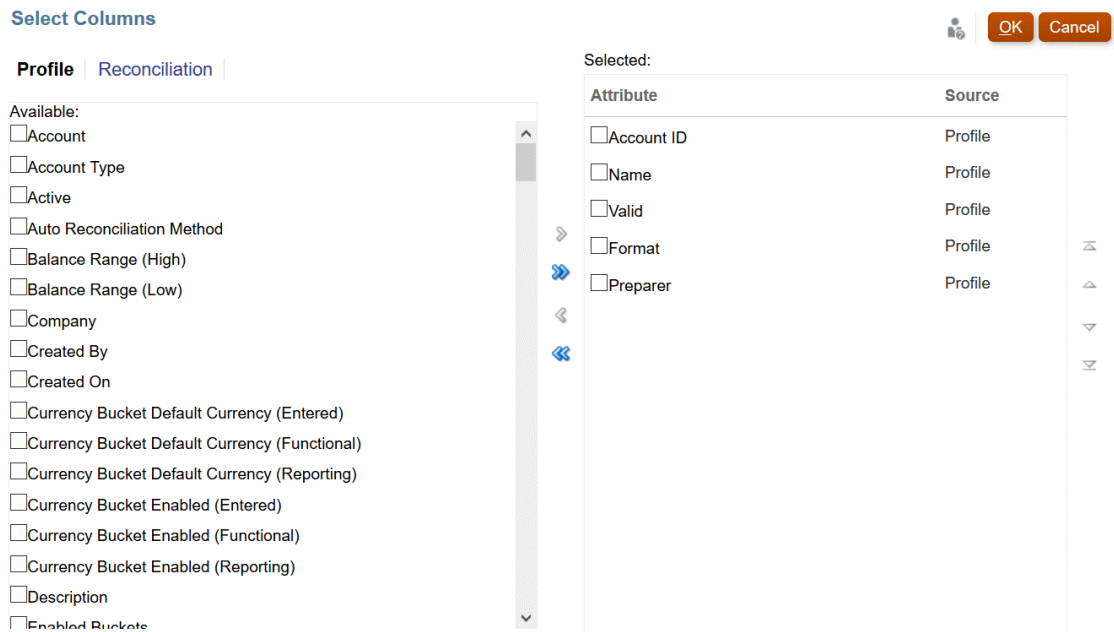 Select Columns
OK
Cancel
Profile
Reconciliation
Available:
Account
Account Type
Active
Auto Reconciliation Method
Balance Range (High)
Balance Range (Low)
Company
Created By
Created On
Currency Bucket Default Currency (Entered)
Currency Bucket Default Currency (Functional)
Currency Bucket Default Currency (Reporting)
Currency Bucket Enabled (Entered)
Currency Bucket Enabled (Functional)
Currency Bucket Enabled (Reporting)
Description
Enabled Buckets
Selected:
Attribute Source
Account ID Profile
Name Profile
Valid Profile
Format Profile
Preparer Profile